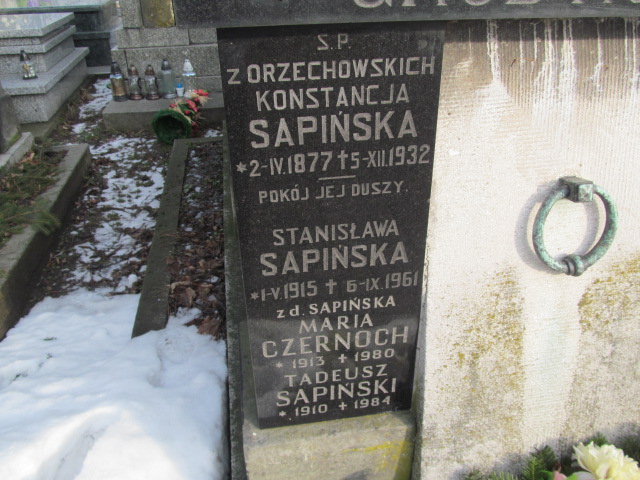 Ś.P.
Z ORZECHOWSKICH
KONSTANCJA
SAPIŃSKA
*2-IV.1877 †5-XII.1932
POKÓJ JEJ DUSZY.
STANISŁAWA
SAPIŃSKA
*1-V.1915 † 6-IX.1961
z d. SAPIŃSKA
MARIA
CZERNOCH
* 1913 † 1980
TADEUSZ
SAPIŃSKI
* 1910 † 1984